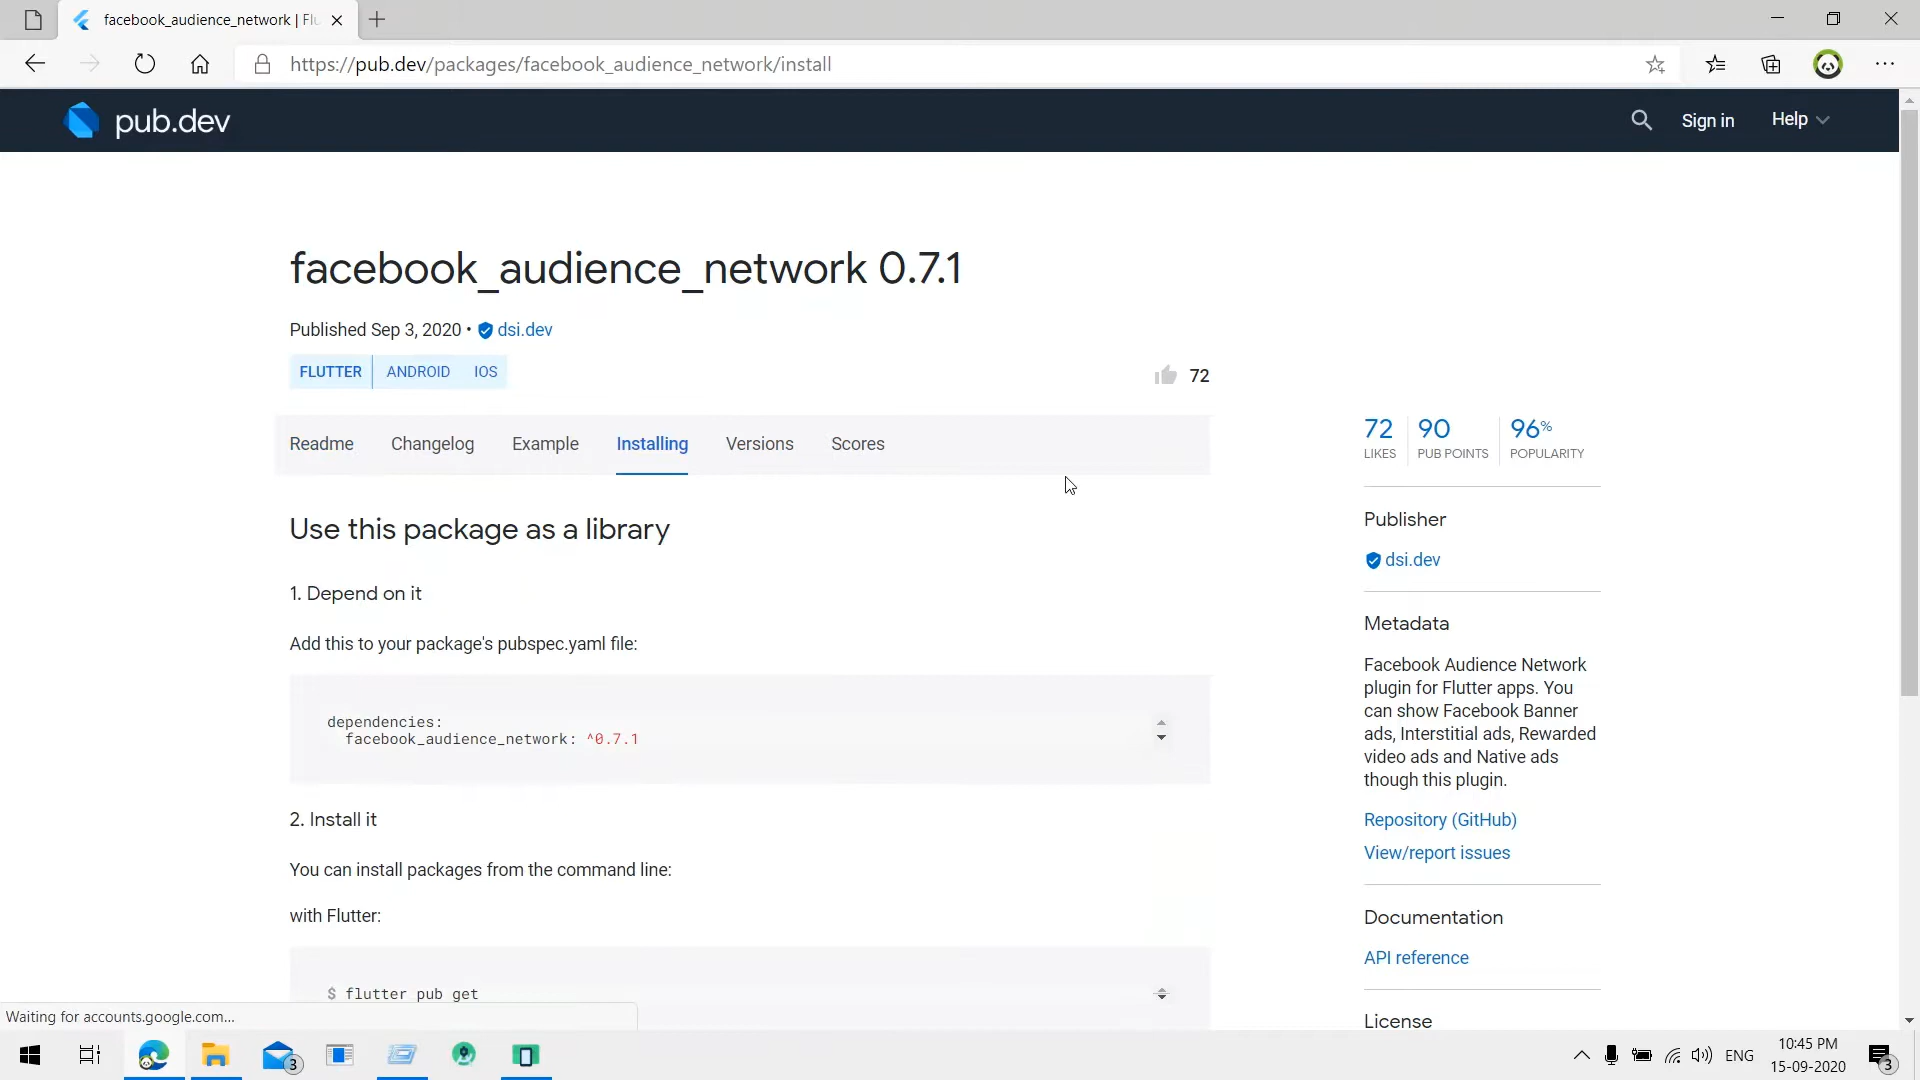 facebook_audience_network | Flu
https://pub.dev/packages/facebook_audience_network/install
pub.dev
Sign in
Help
facebook_audience_network 0.7.1
Published Sep 3, 2020 • dsi.dev
FLUTTER
ANDROID
IOS
72
Readme
Changelog
Example
Installing
Versions
Scores
Use this package as a library
1. Depend on it
Add this to your package's pubspec.yaml file:
dependencies:
facebook_audience_network: ^0.7.1
2. Install it
You can install packages from the command line:
with Flutter:
$ flutter pub get
72
LIKES
90
PUB POINTS
96%
POPULARITY
Publisher
dsi.dev
Metadata
Facebook Audience Network
plugin for Flutter apps. You
can show Facebook Banner
ads, Interstitial ads, Rewarded
video ads and Native ads
though this plugin.
Repository (GitHub)
View/report issues
Documentation
API reference
License
Waiting for accounts.google.com...
3
ENG
10:45 PM
15-09-2020
3